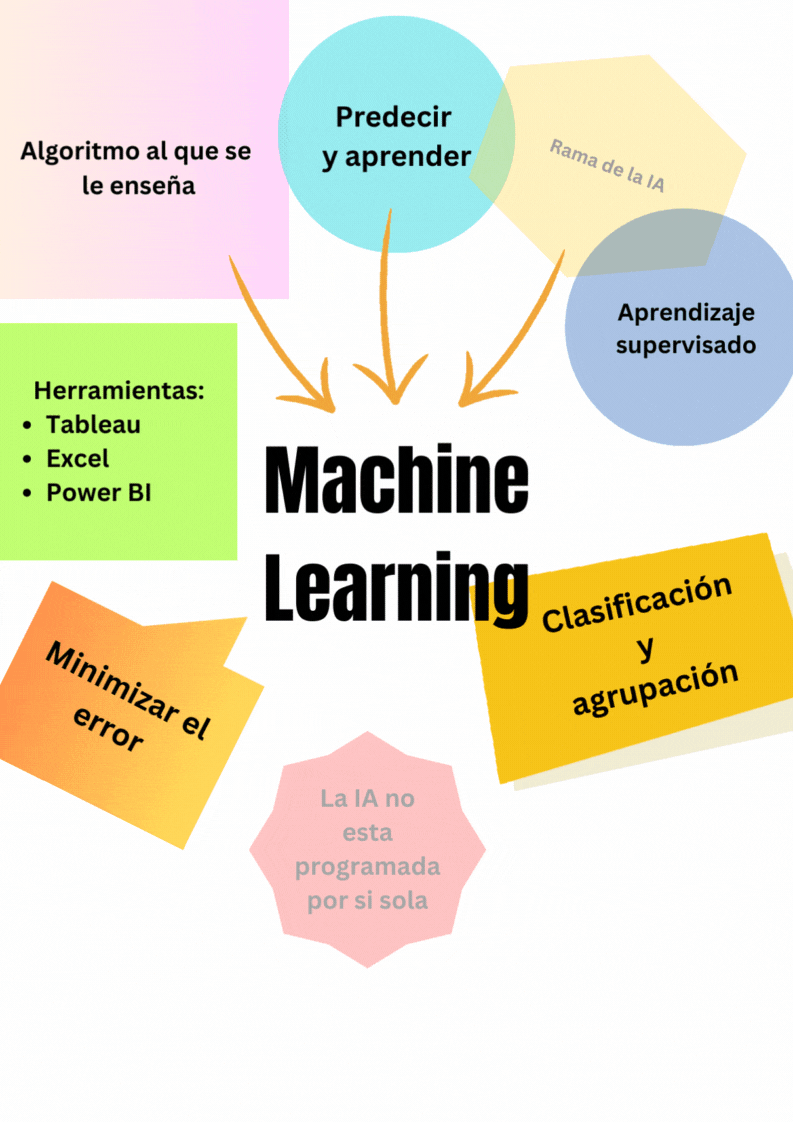 Algoritmo al que se
le enseña
Predecir
y aprender
Rama de la IA
Aprendizaje
supervisado
Herramientas:
• Tableau
• Excel
• Power BI
Machine
Learning
Clasificación
y
agrupación
Minimizar el
error
La IA no
esta
programada
por si sola